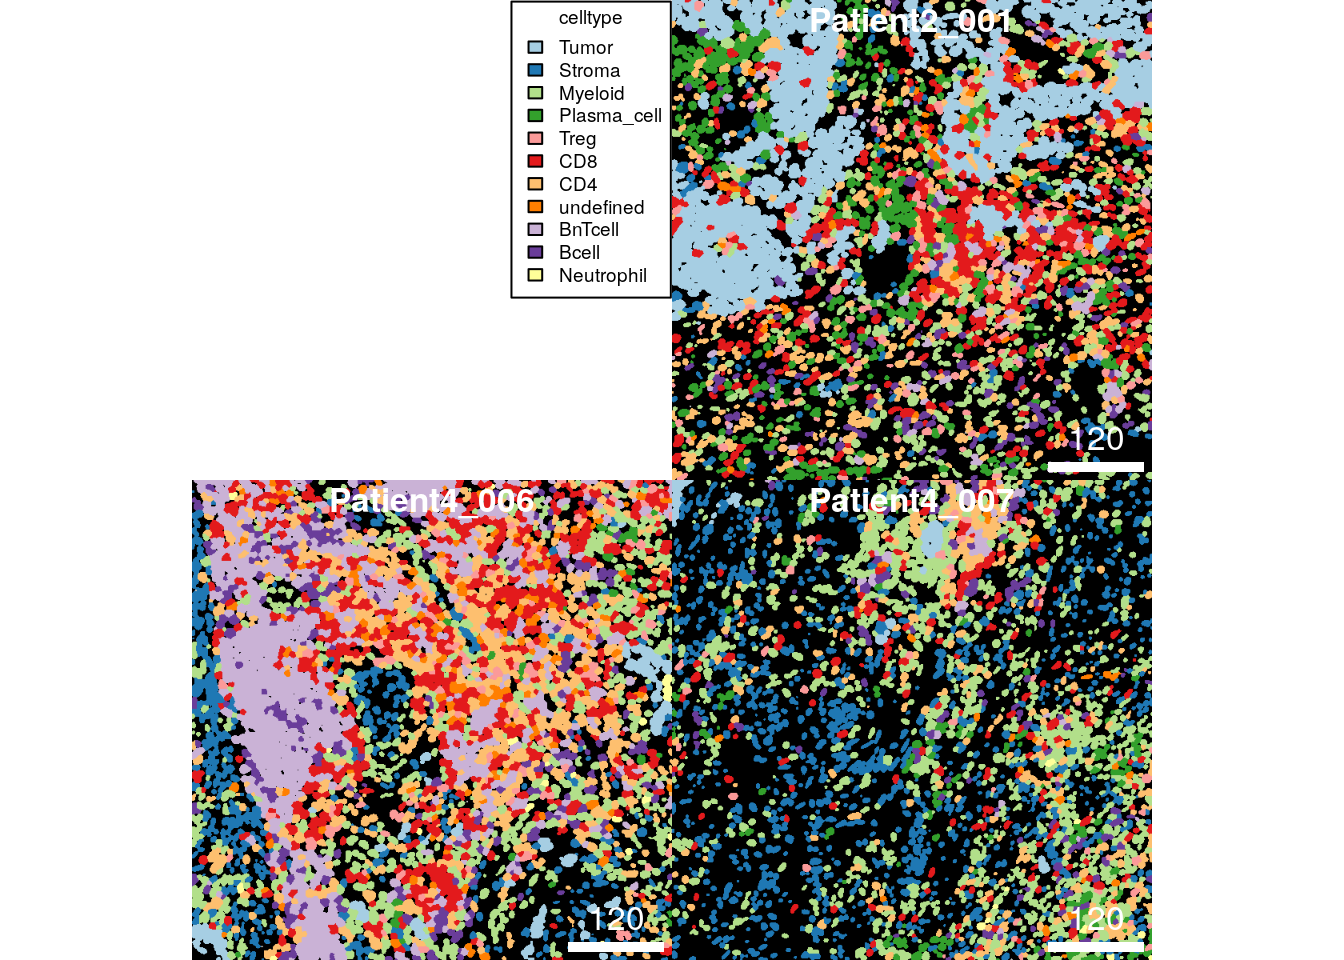 celltype
Tumor
Stroma
Myeloid
Plasma_cell
Treg
CD8
CD4
undefined
BnTcell
Bcell
Neutrophil
Patient2_001
120
Patient4_006
120
Patient4_007
120